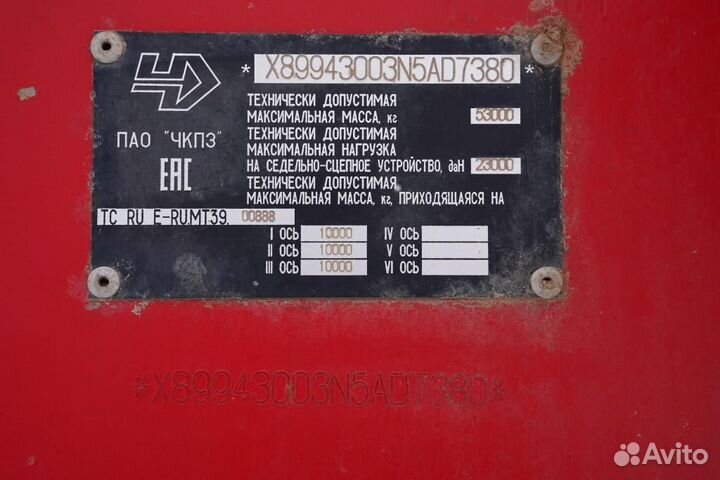 * X89943003N5AD7380 *
ТЕХНИЧЕСКИ ДОПУСТИМАЯ
МАКСИМАЛЬНАЯ МАССА, кг 53000
ТЕХНИЧЕСКИ ДОПУСТИМАЯ
МАКСИМАЛЬНАЯ НАГРУЗКА
НА СЕДЕЛЬНО-СЦЕПНОЕ УСТРОЙСТВО, даН 23000
ТЕХНИЧЕСКИ ДОПУСТИМАЯ
МАКСИМАЛЬНАЯ МАССА, кг, ПРИХОДЯЩАЯСЯ НА
ПАО "ЧКПЗ"
ЕАС
ТС RU E-RU.МТ39. 00888
I ОСЬ 10000 IV ОСЬ
II ОСЬ 10000 V ОСЬ
III ОСЬ 10000 VI ОСЬ
*X89943003N5AD7380*
Avito